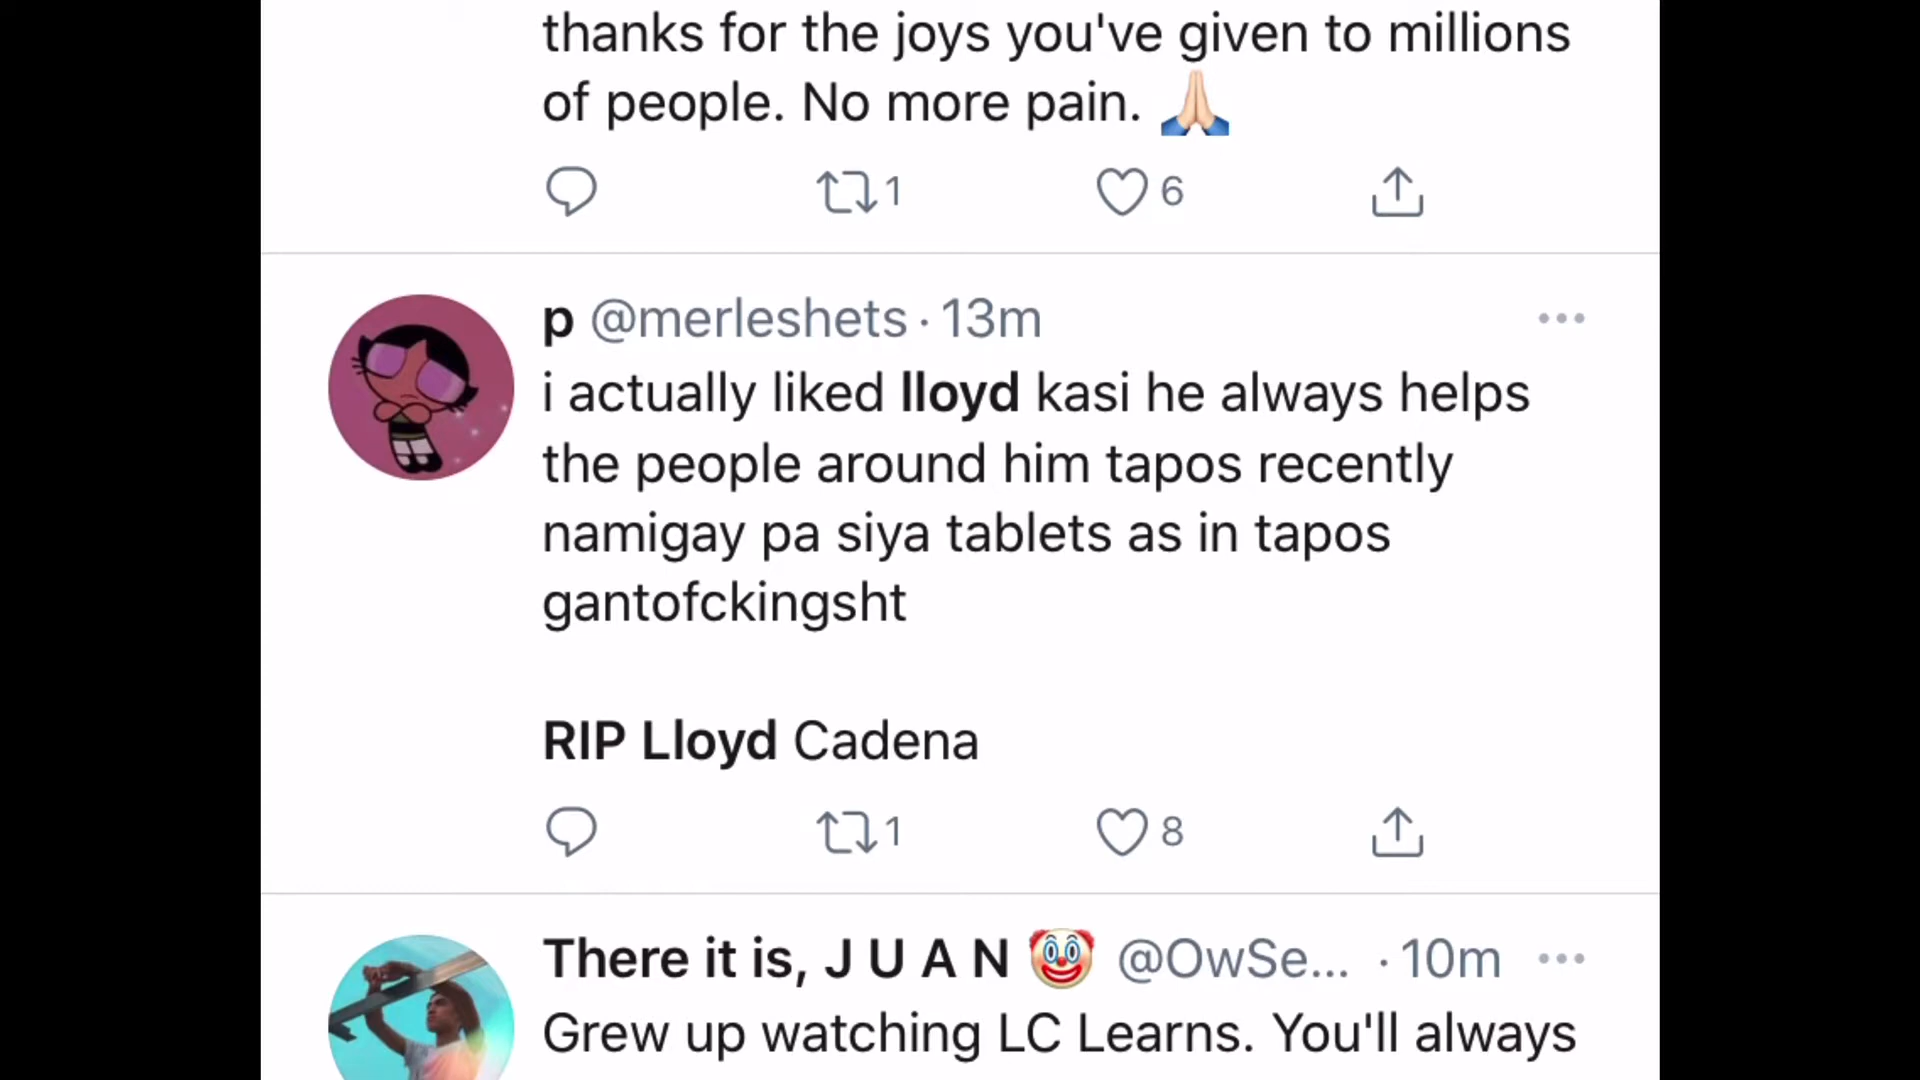 thanks for the joys you've given to millions
of people. No more pain. 🙏🏻
1 6
p @merleshets · 13m
i actually liked lloyd kasi he always helps
the people around him tapos recently
namigay pa siya tablets as in tapos
gantofckingsht
RIP Lloyd Cadena
1 8
There it is, J U A N 🤡 @OwSe... · 10m
Grew up watching LC Learns. You'll always